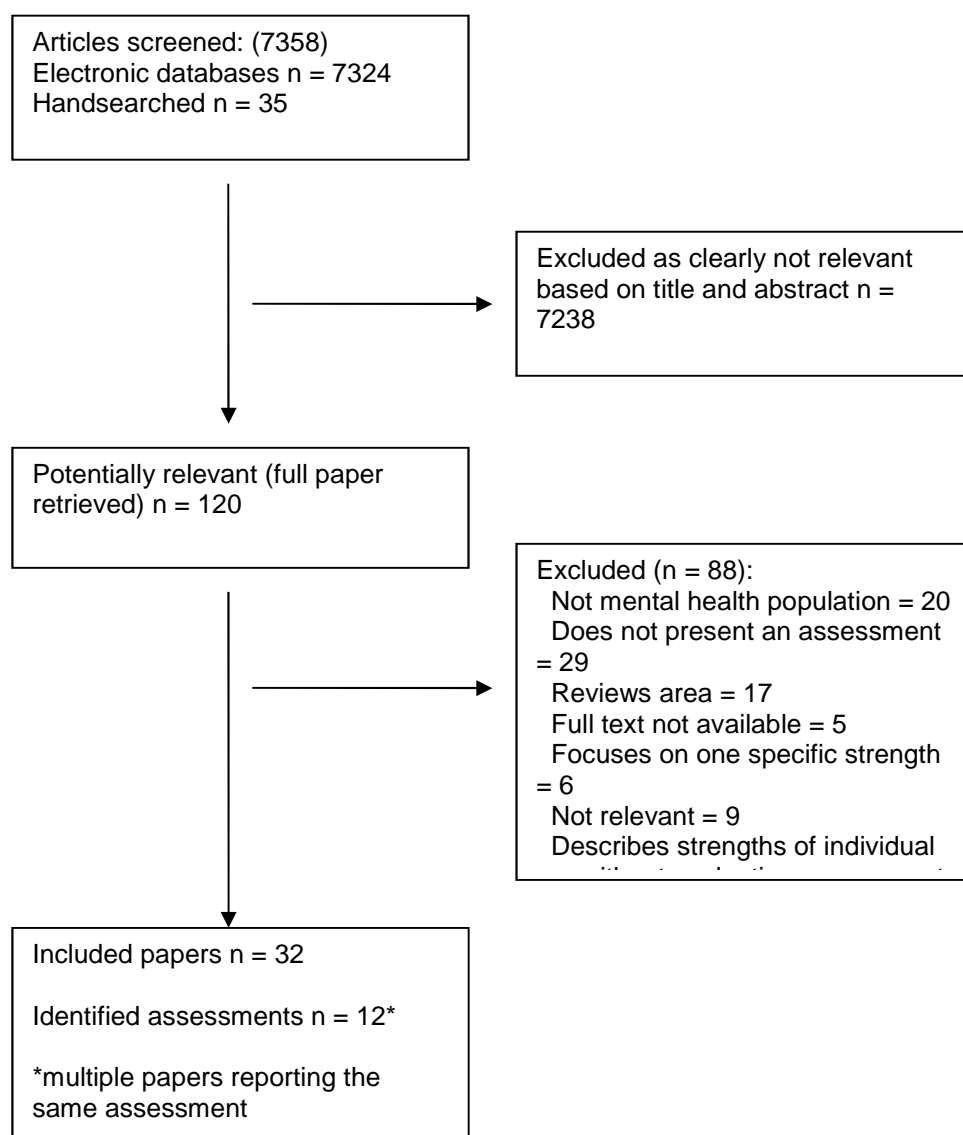 Articles screened: (7358)
Electronic databases n = 7324
Handsearched n = 35
Excluded as clearly not relevant
based on title and abstract n =
7238
Potentially relevant (full paper
retrieved) n = 120
Excluded (n = 88):
Not mental health population = 20
Does not present an assessment
= 29
Reviews area = 17
Full text not available = 5
Focuses on one specific strength
= 6
Not relevant = 9
Describes strengths of individual
Included papers n = 32
Identified assessments n = 12*
*multiple papers reporting the
same assessment